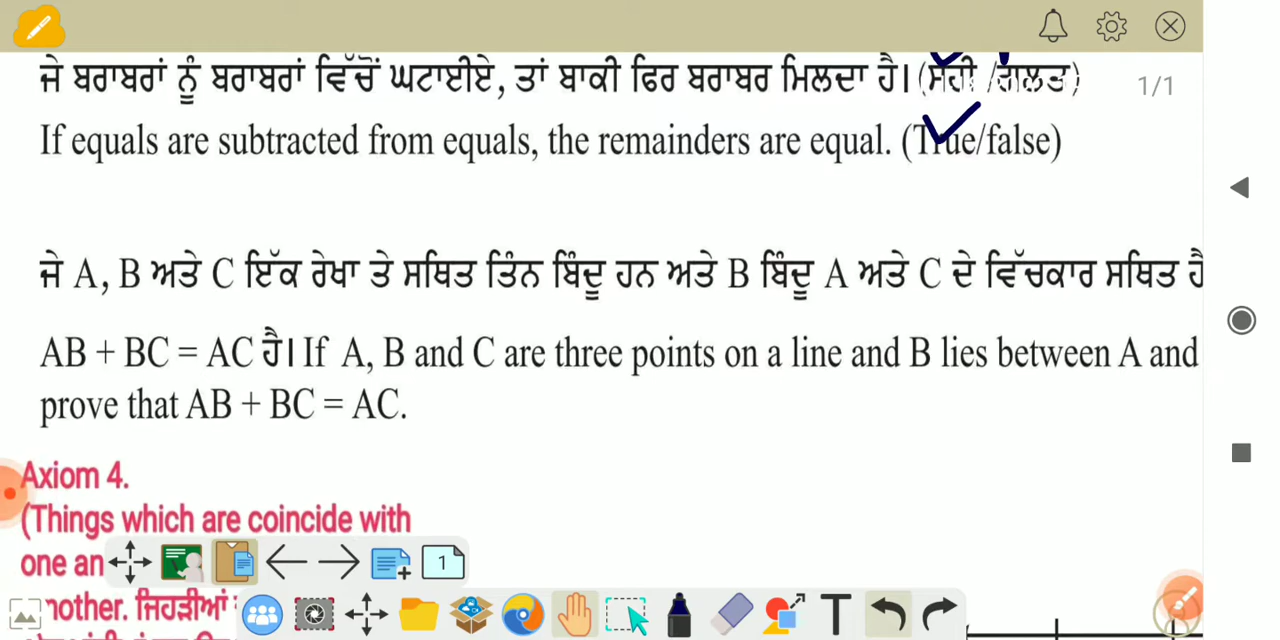 ਜੇ ਬਰਾਬਰਾਂ ਨੂੰ ਬਰਾਬਰਾਂ ਵਿੱਚੋਂ ਘਟਾਈਏ, ਤਾਂ ਬਾਕੀ ਫਿਰ ਬਰਾਬਰ ਮਿਲਦਾ ਹੈ। (ਸਹੀ /ਗਲਤ)
1/1
If equals are subtracted from equals, the remainders are equal. (True/false)
ਜੇ A, B ਅਤੇ C ਇੱਕ ਰੇਖਾ ਤੇ ਸਥਿਤ ਤਿੰਨ ਬਿੰਦੂ ਹਨ ਅਤੇ B ਬਿੰਦੂ A ਅਤੇ C ਦੇ ਵਿੱਚਕਾਰ ਸਥਿਤ ਹੈ
AB + BC = AC ਹੈ। If A, B and C are three points on a line and B lies between A and
prove that AB + BC = AC.
Axiom 4.
(Things which are coincide with
one an
nother. ਜਿਹੜੀਆਂ
1
T